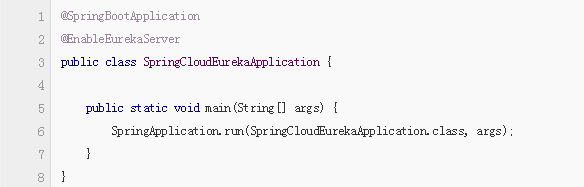 1 @SpringBootApplication
2 @EnableEurekaServer
3 public class SpringCloudEurekaApplication {
4
5 public static void main(String[] args) {
6 SpringApplication.run(SpringCloudEurekaApplication.class, args);
7 }
8 }